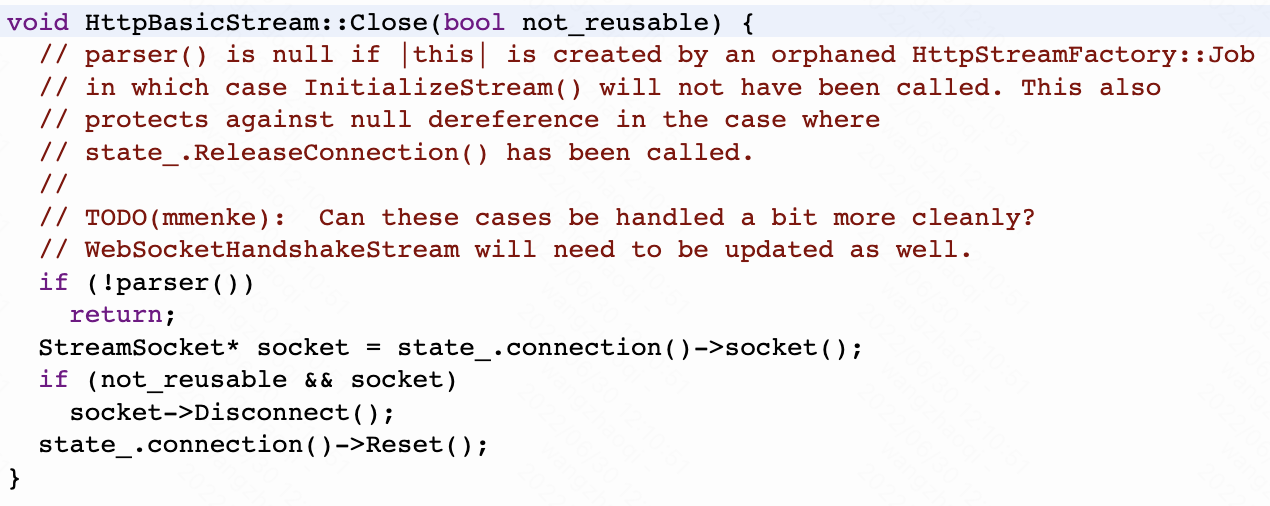 void HttpBasicStream::Close(bool not_reusable) {
  // parser() is null if |this| is created by an orphaned HttpStreamFactory::Job
  // in which case InitializeStream() will not have been called. This also
  // protects against null dereference in the case where
  // state_.ReleaseConnection() has been called.
  //
  // TODO(mmenke):  Can these cases be handled a bit more cleanly?
  // WebSocketHandshakeStream will need to be updated as well.
  if (!parser())
    return;
  StreamSocket* socket = state_.connection()->socket();
  if (not_reusable && socket)
    socket->Disconnect();
  state_.connection()->Reset();
}